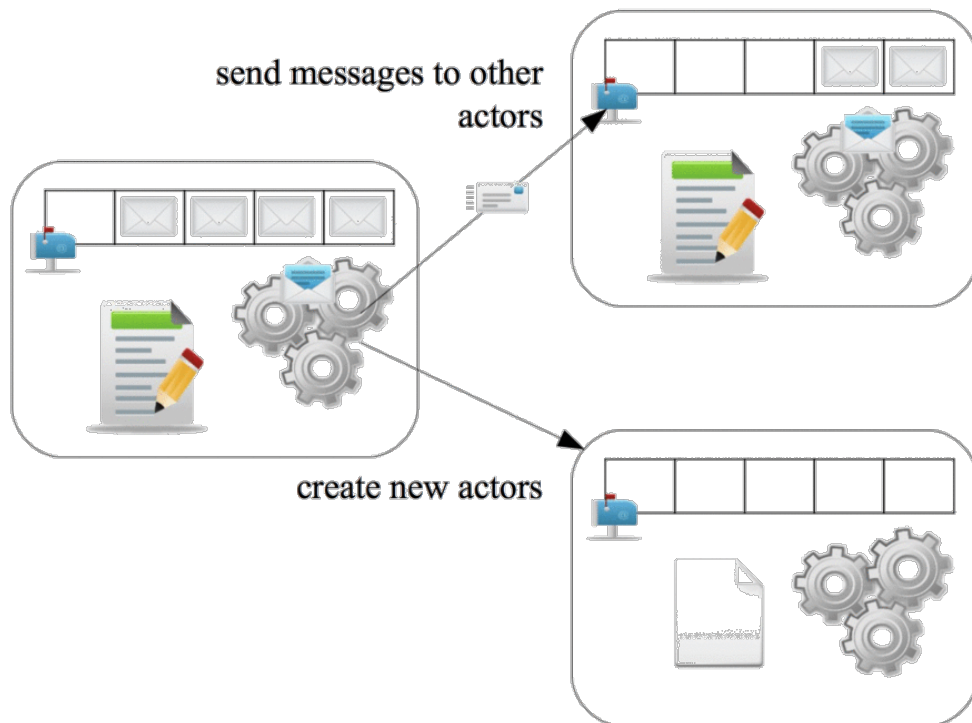 send messages to other
actors
create new actors